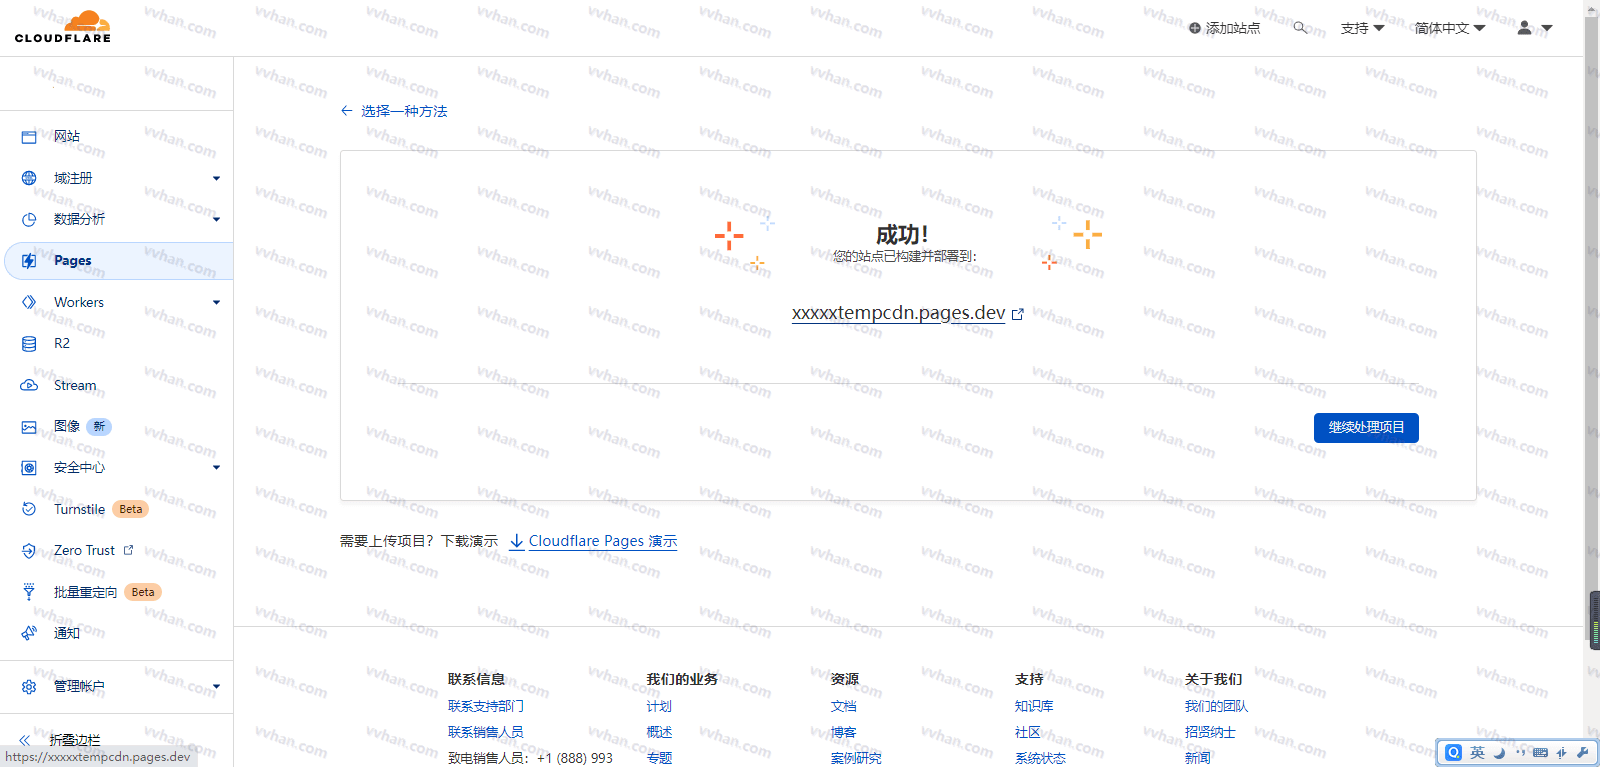 CLOUDFLARE
添加站点
支持
简体中文
网站
域注册
数据分析
Pages
Workers
R2
Stream
图像 新
安全中心
Turnstile Beta
Zero Trust
批量重定向 Beta
通知
管理帐户
折叠边栏
https://xxxxxtempcdn.pages.dev
选择一种方法
成功！
您的站点已构建并部署到：
xxxxxtempcdn.pages.dev
继续处理项目
需要上传项目？下载演示 Cloudflare Pages 演示
联系信息
联系支持部门
联系销售人员
致电销售人员：+1 (888) 993
我们的业务
计划
概述
专题
资源
文档
博客
案例研究
支持
知识库
社区
系统状态
关于我们
我们的团队
招贤纳士
新闻
英
vvhan.com